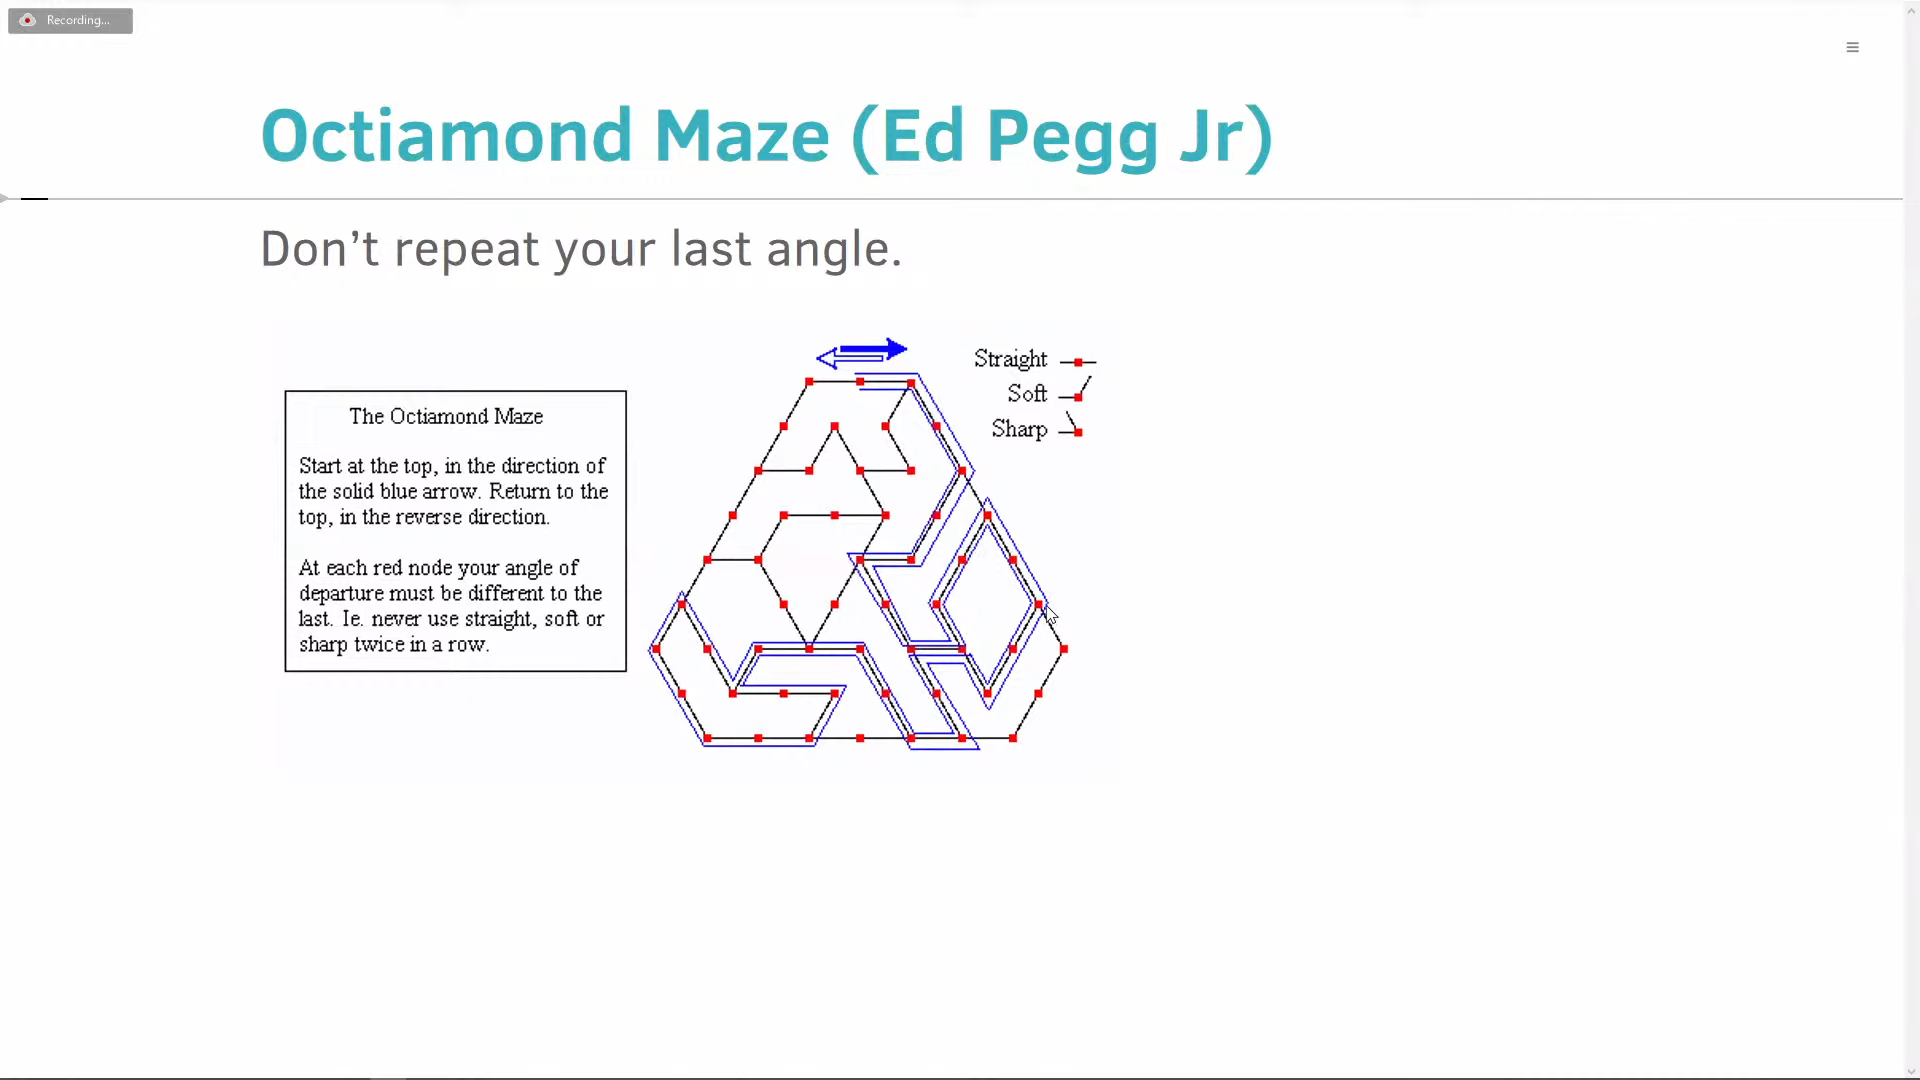 Recording...
Octiamond Maze (Ed Pegg Jr)
Don’t repeat your last angle.
The Octiamond Maze
Start at the top, in the direction of
the solid blue arrow. Return to the
top, in the reverse direction.
At each red node your angle of
departure must be different to the
last. Ie. never use straight, soft or
sharp twice in a row.
Straight
Soft
Sharp